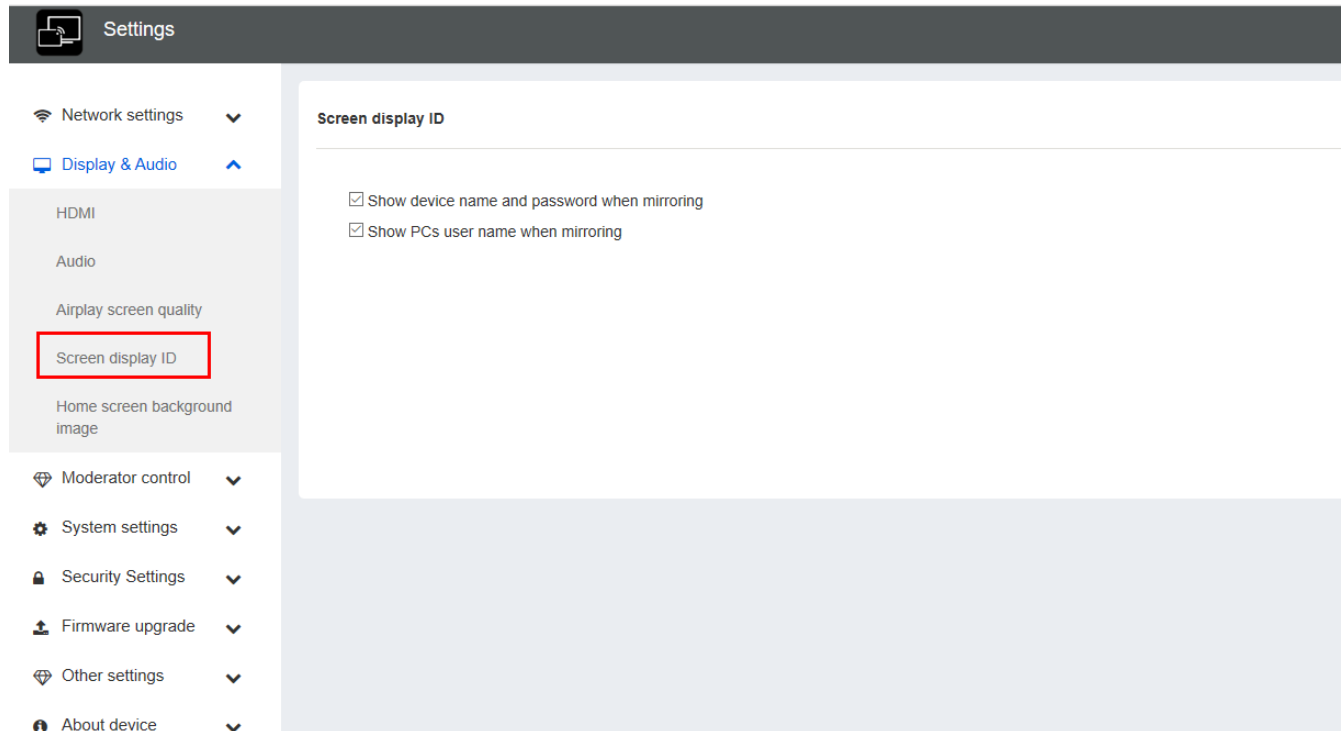 Settings
Network settings
Display & Audio
HDMI
Audio
Airplay screen quality
Screen display ID
Home screen background
image
Moderator control
System settings
Security Settings
Firmware upgrade
Other settings
About device
Screen display ID
Show device name and password when mirroring
Show PCs user name when mirroring